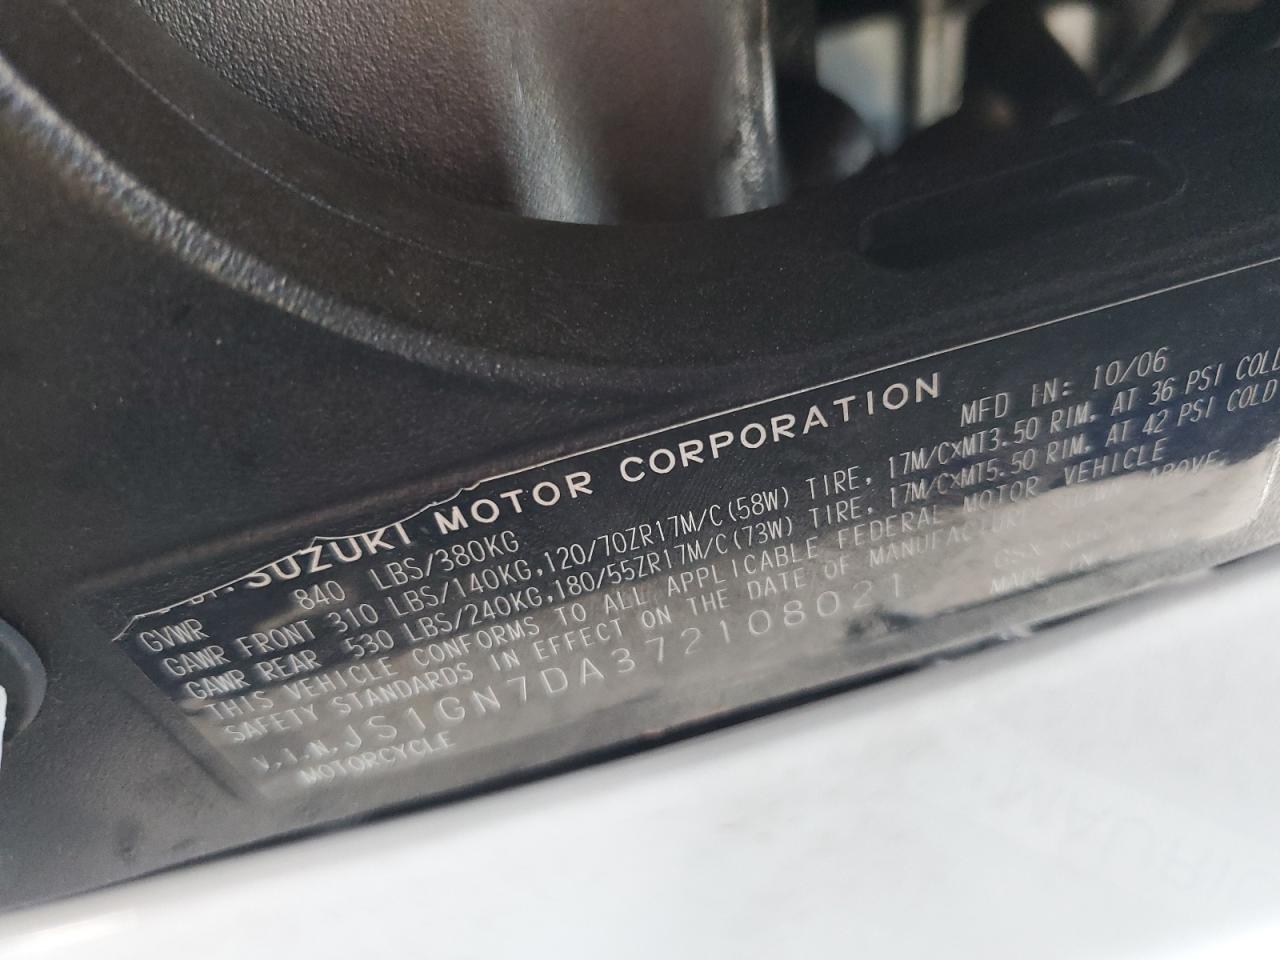 SUZUKI MOTOR CORPORATION MFD IN: 10/06
GVWR 840 LBS/380KG
GAWR FRONT 310 LBS/140KG,120/70ZR17M/C(58W) TIRE, 17M/CxMT3.50 RIM. AT 36 PSI COLD
GAWR REAR 530 LBS/240KG,180/55ZR17M/C(73W) TIRE, 17M/CxMT5.50 RIM. AT 42 PSI COLD
THIS VEHICLE CONFORMS TO ALL APPLICABLE FEDERAL MOTOR VEHICLE
SAFETY STANDARDS IN EFFECT ON THE DATE OF MANUFACTURE SHOWN ABOVE.
V.I.N. JS1GN7DA372108021
MOTORCYCLE MADE IN